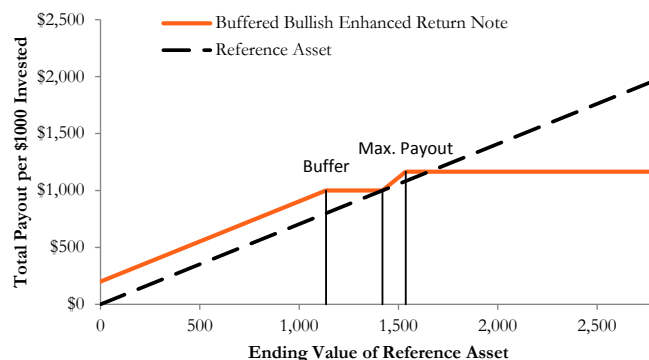 $2,500
Buffered Bullish Enhanced Return Note
Reference Asset
$2,000
$1,500
Max. Payout
Buffer
$1,000
$500
$0
0
500
1,000
1,500
2,000
2,500
Total Payout per $1000 Invested
Ending Value of Reference Asset